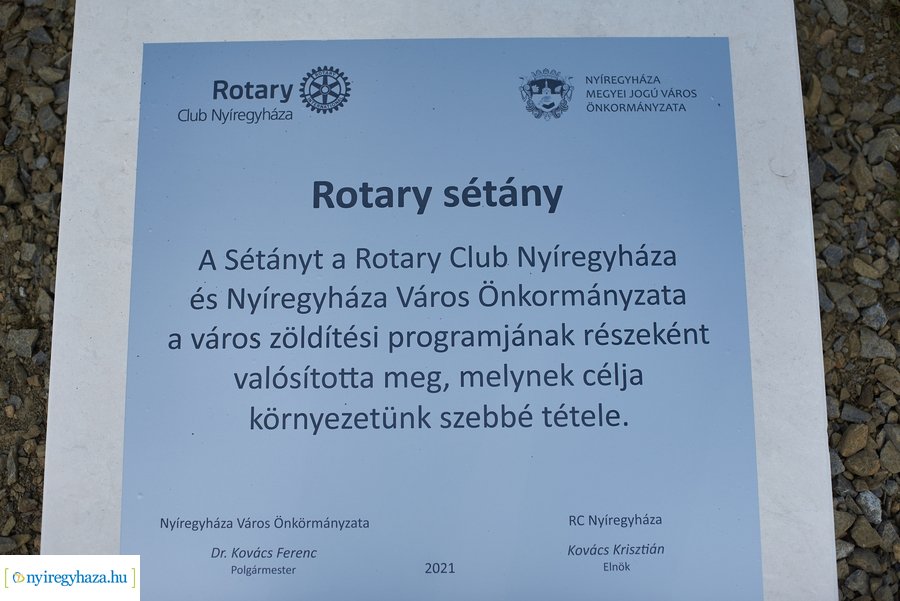 Rotary
Club Nyíregyháza
NYÍREGYHÁZA
MEGYEI JOGÚ VÁROS
ÖNKORMÁNYZATA
Rotary sétány
A Sétányt a Rotary Club Nyíregyháza
és Nyíregyháza Város Önkormányzata
a város zöldítési programjának részeként
valósította meg, melynek célja
környezetünk szebbé tétele.
Nyíregyháza Város Önkörmányzata
Dr. Kovács Ferenc
Polgármester
2021
RC Nyíregyháza
Kovács Krisztián
Elnök
[nyiregyhaza.hu]